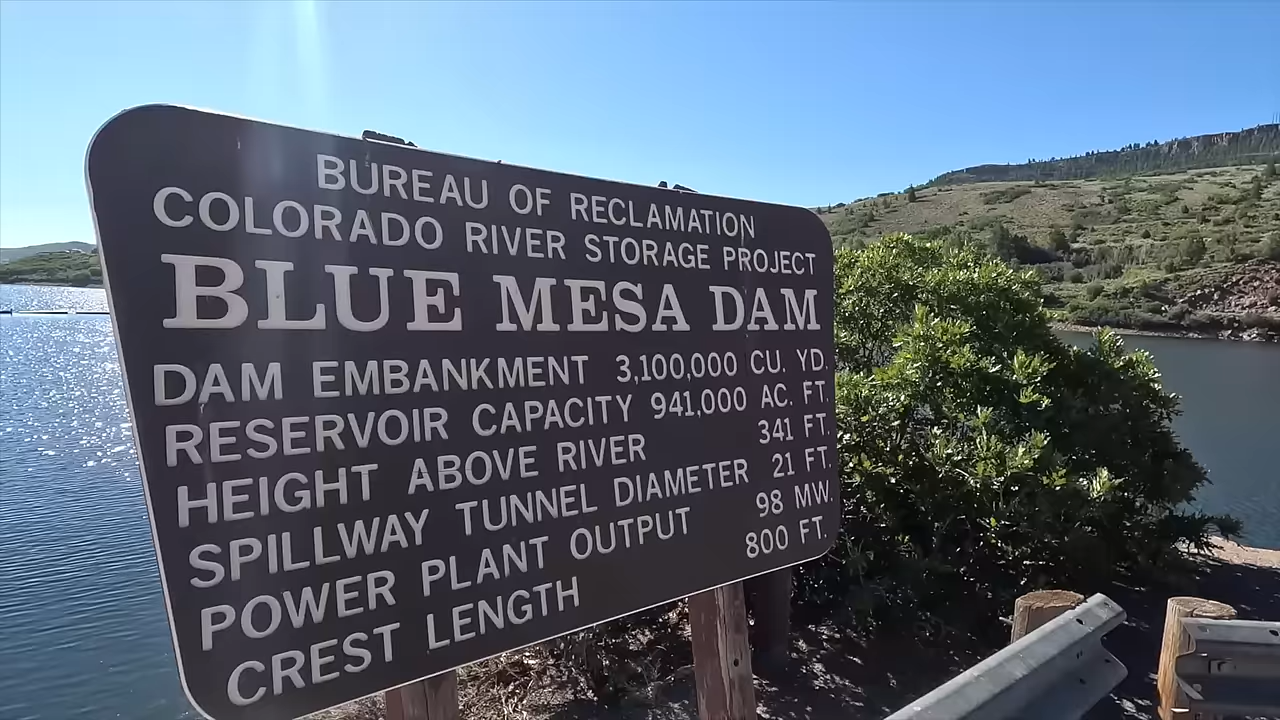 BUREAU OF RECLAMATION
COLORADO RIVER STORAGE PROJECT
BLUE MESA DAM
DAM EMBANKMENT 3,100,000 CU. YD.
RESERVOIR CAPACITY 941,000 AC. FT.
HEIGHT ABOVE RIVER 341 FT.
SPILLWAY TUNNEL DIAMETER 21 FT.
POWER PLANT OUTPUT 98 MW.
CREST LENGTH 800 FT.